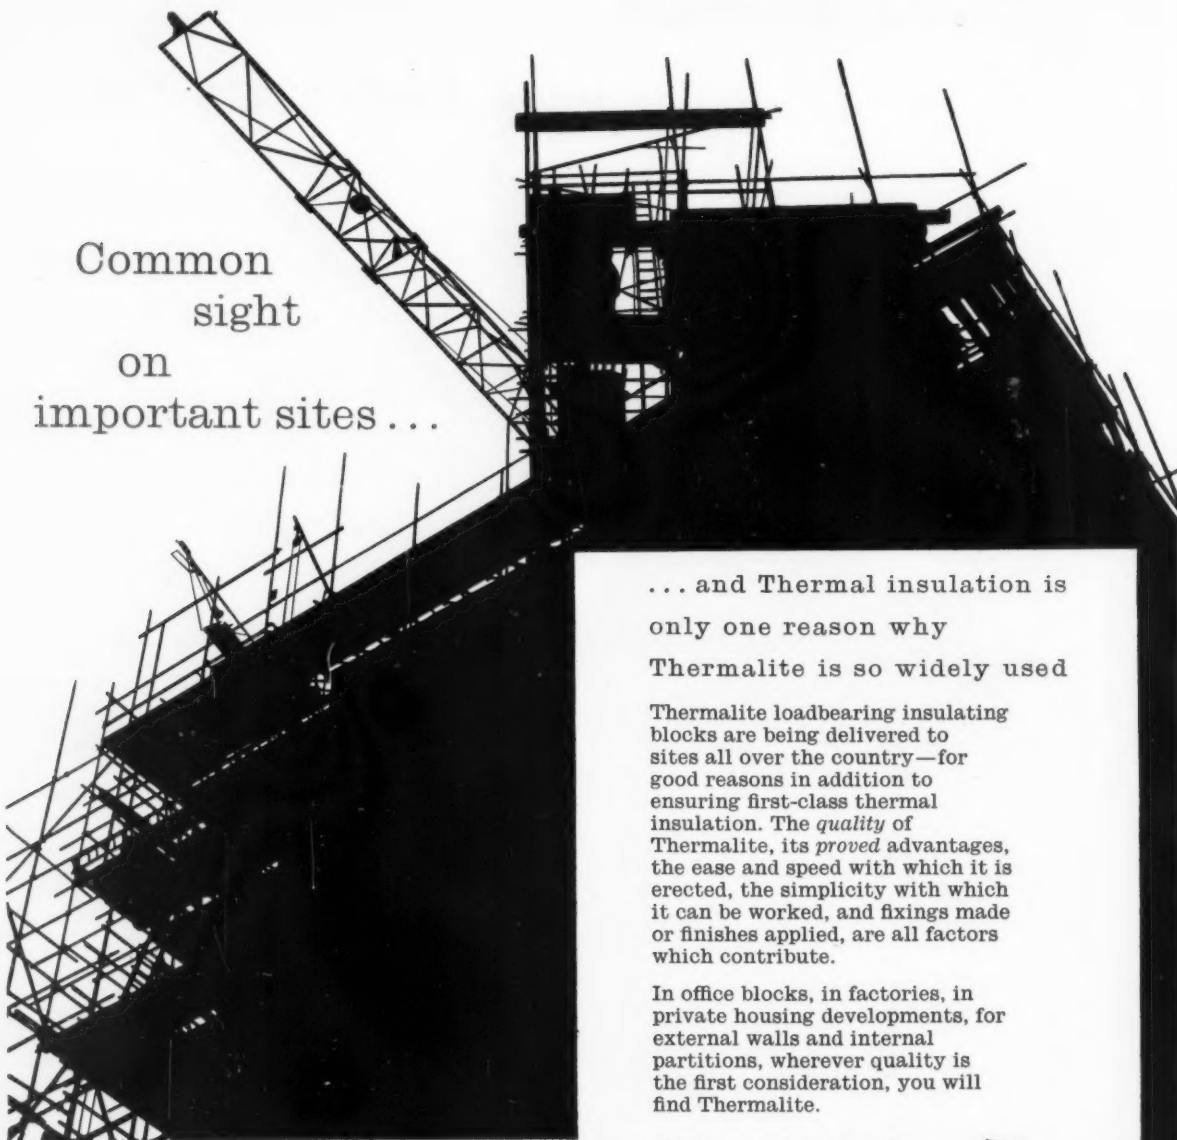 Common
sight
on
important sites...
...and Thermal insulation is
only one reason why
Thermalite is so widely used
Thermalite loadbearing insulating
blocks are being delivered to
sites all over the country—for
good reasons in addition to
ensuring first-class thermal
insulation. The quality of
Thermalite, its proved advantages,
the ease and speed with which it is
erected, the simplicity with which
it can be worked, and fixings made
or finishes applied, are all factors
which contribute.
In office blocks, in factories, in
private housing developments, for
external walls and internal
partitions, wherever quality is
the first consideration, you will
find Thermalite.